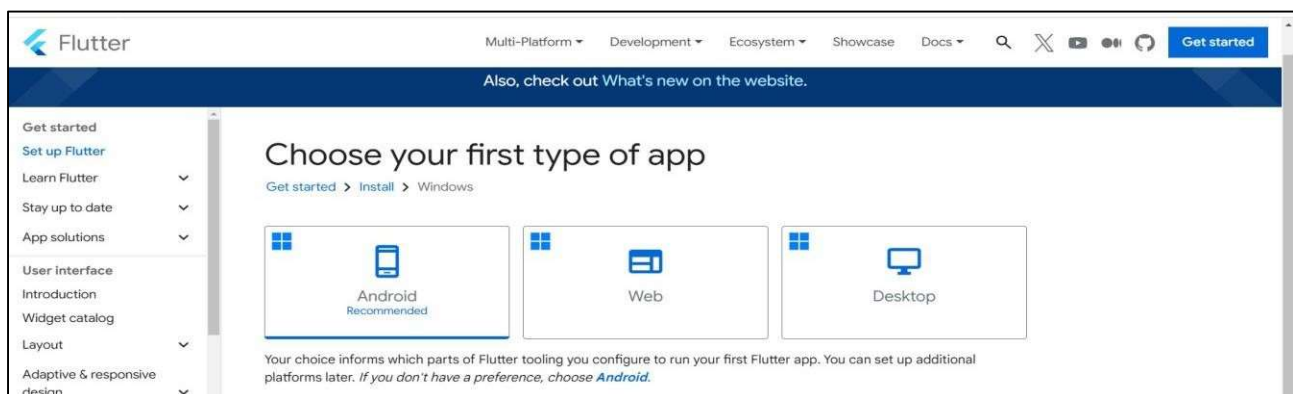 Flutter
Multi-Platform Development Ecosystem Showcase Docs Get started
Also, check out What's new on the website.
Get started
Set up Flutter
Learn Flutter
Stay up to date
App solutions
User interface
Introduction
Widget catalog
Layout
Adaptive & responsive
design
Choose your first type of app
Get started > Install > Windows
Android
Recommended
Web
Desktop
Your choice informs which parts of Flutter tooling you configure to run your first Flutter app. You can set up additional
platforms later. If you don't have a preference, choose Android.